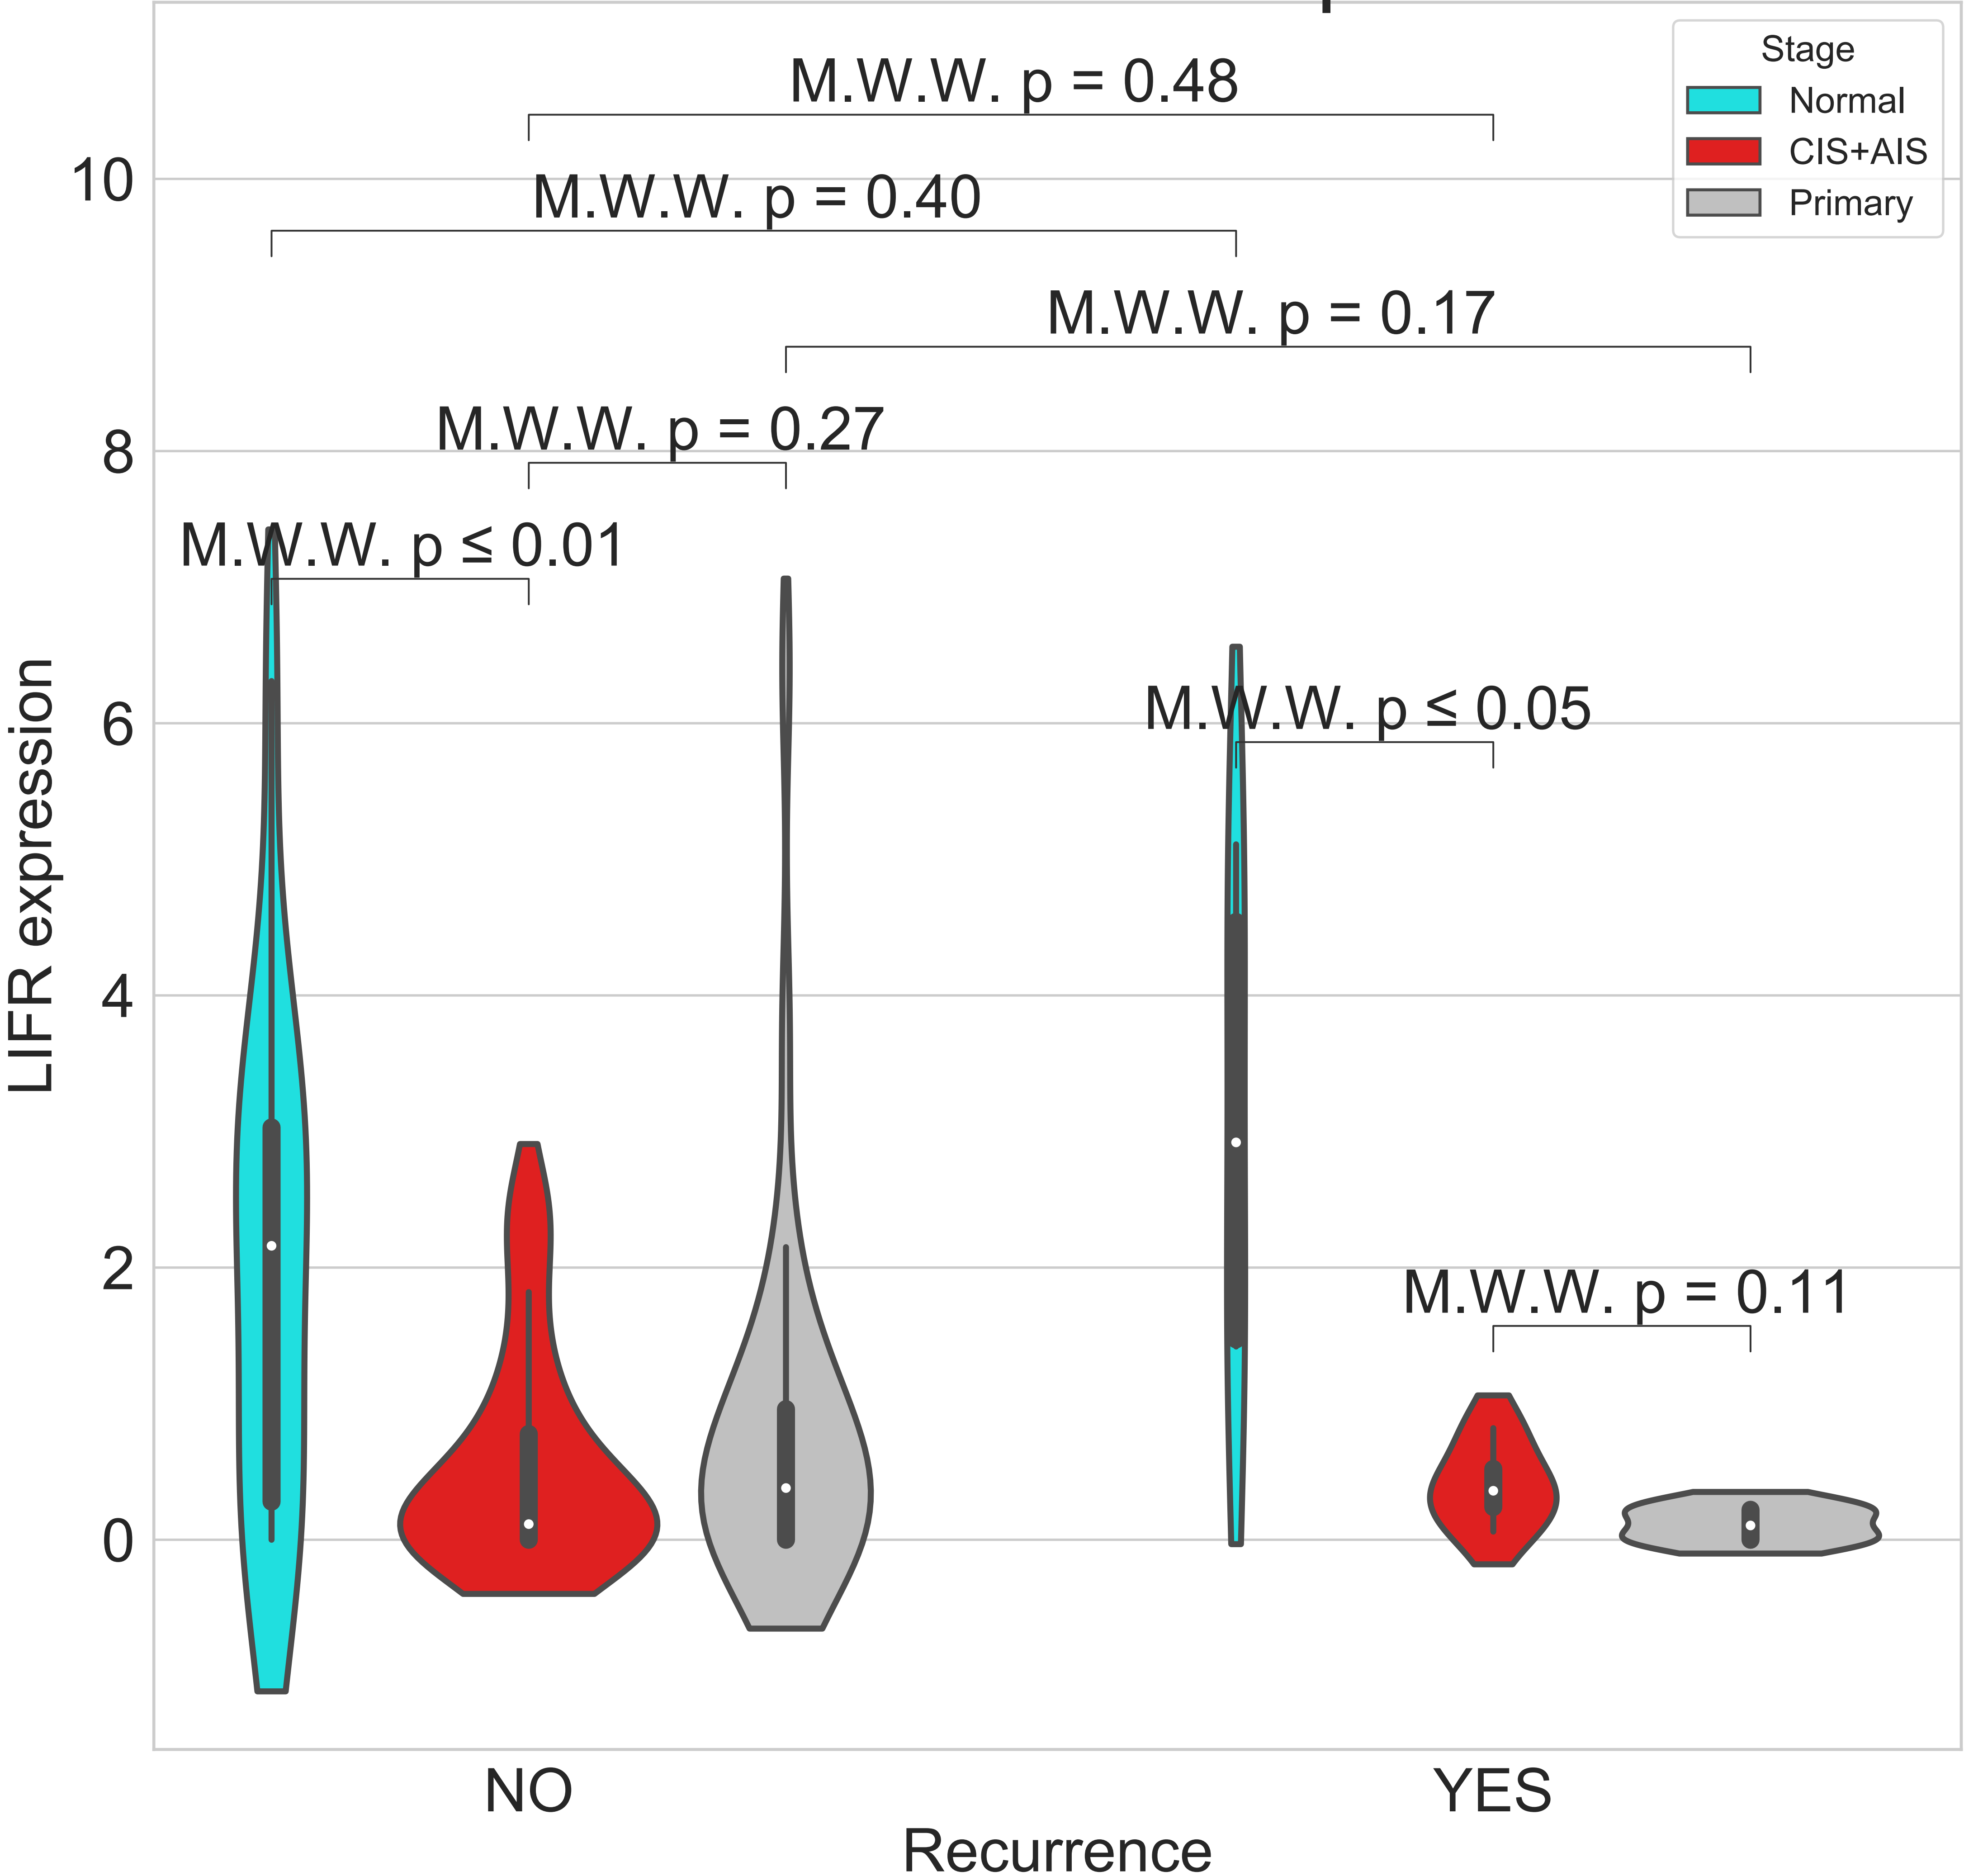 Stage
Normal
CIS+AIS
Primary
M.W.W. p = 0.48
M.W.W. p = 0.40
M.W.W. p = 0.17
M.W.W. p = 0.27
M.W.W. p ≤ 0.01
M.W.W. p ≤ 0.05
M.W.W. p = 0.11
10
8
6
4
2
0
LIFR expression
NO YES
Recurrence